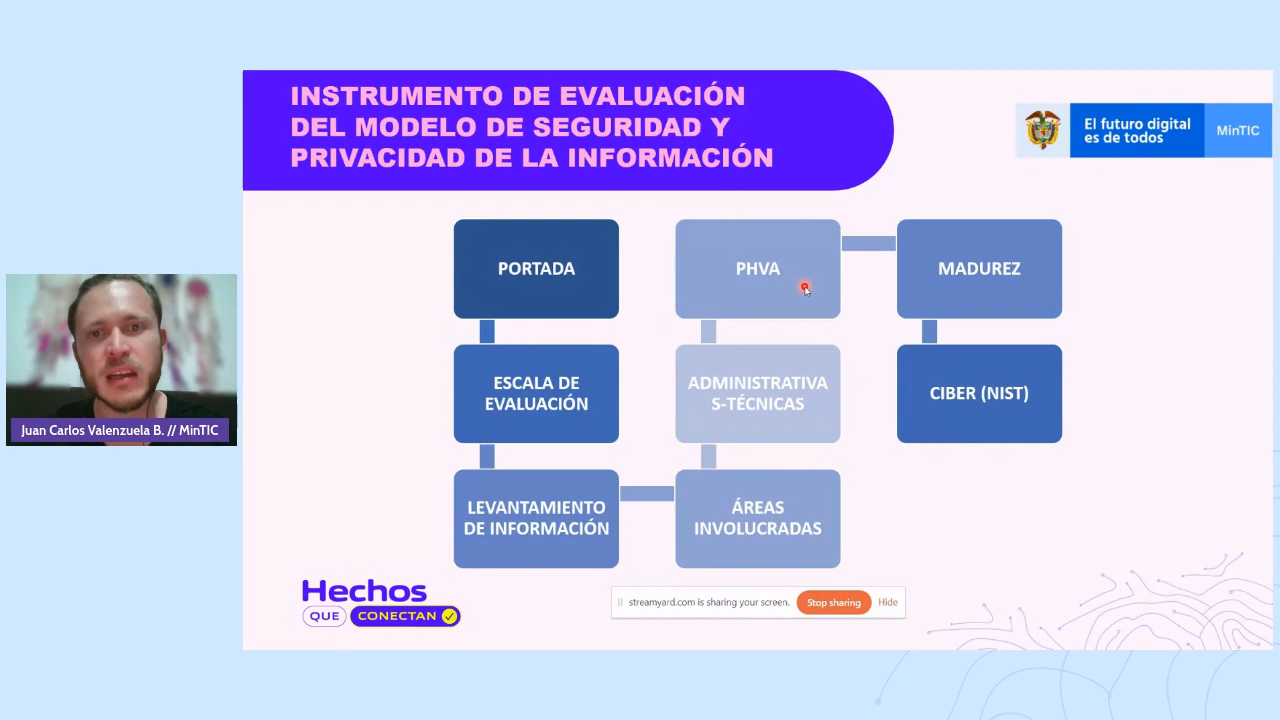 INSTRUMENTO DE EVALUACIÓN
DEL MODELO DE SEGURIDAD Y
PRIVACIDAD DE LA INFORMACIÓN
El futuro digital
es de todos
MinTIC
PORTADA
ESCALA DE
EVALUACIÓN
LEVANTAMIENTO
DE INFORMACIÓN
ÁREAS
INVOLUCRADAS
ADMINISTRATIVA
S-TÉCNICAS
PHVA
MADUREZ
CIBER (NIST)
Juan Carlos Valenzuela B. // MinTIC
Hechos
QUE CONECTAN
streamyard.com is sharing your screen. Stop sharing Hide